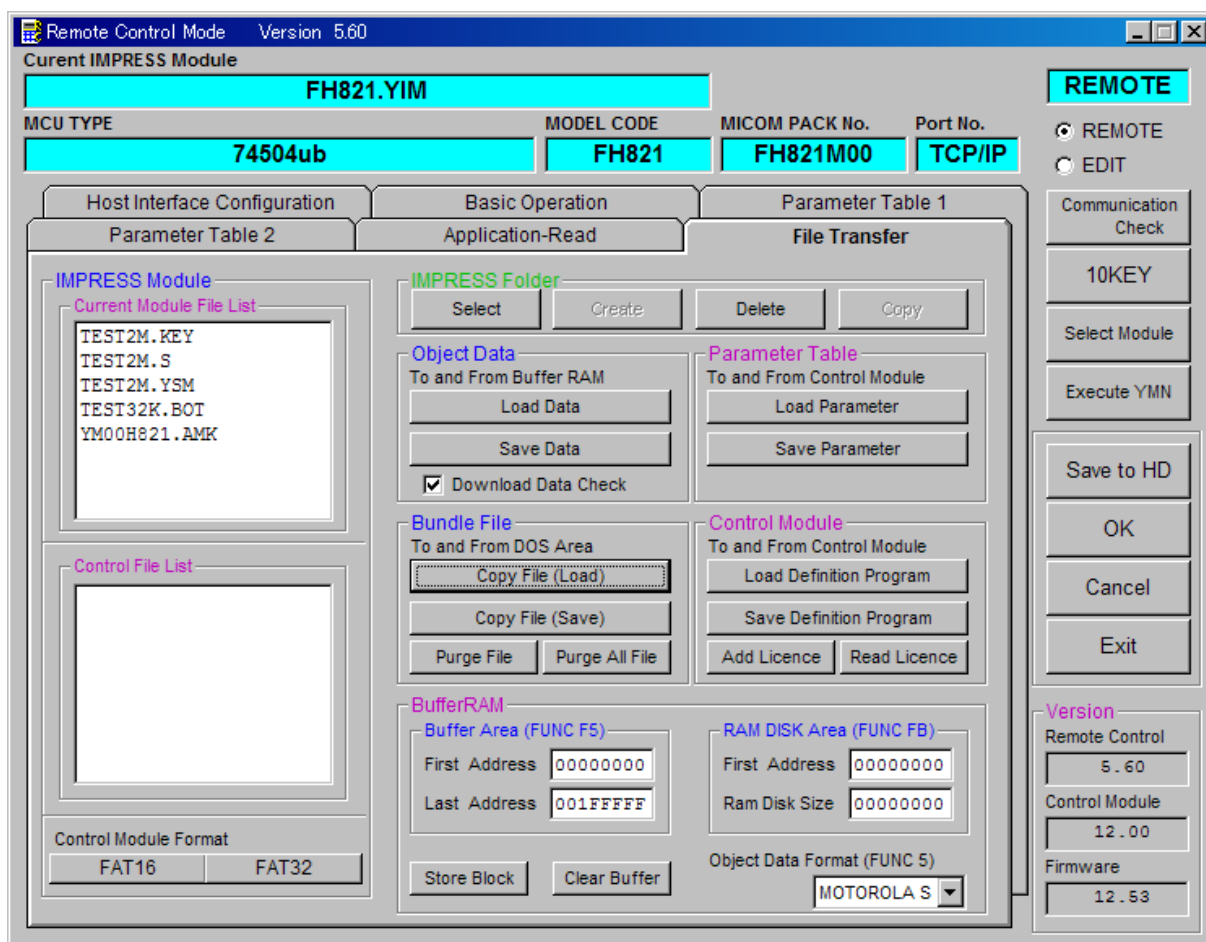 Remote Control Mode Version 5.60
Curent IMPRESS Module
FH821.YIM
MCU TYPE MODEL CODE MICOM PACK No. Port No.
74504ub FH821 FH821M00 TCP/IP
REMOTE
REMOTE
EDIT
Host Interface Configuration Basic Operation Parameter Table 1
Parameter Table 2 Application-Read File Transfer
IMPRESS Module
Current Module File List
TEST2M.KEY
TEST2M.S
TEST2M.YSM
TEST32K.BOT
YM00H821.AMK
Control File List
Control Module Format
FAT16 FAT32
IMPRESS Folder
Select Create Delete Copy
Object Data
To and From Buffer RAM
Load Data
Save Data
Download Data Check
Parameter Table
To and From Control Module
Load Parameter
Save Parameter
Bundle File
To and From DOS Area
Copy File (Load)
Copy File (Save)
Purge File Purge All File
Control Module
To and From Control Module
Load Definition Program
Save Definition Program
Add Licence Read Licence
BufferRAM
Buffer Area (FUNC F5)
First Address 00000000
Last Address 001FFFFF
RAM DISK Area (FUNC FB)
First Address 00000000
Ram Disk Size 00000000
Store Block Clear Buffer
Object Data Format (FUNC 5)
MOTOROLA S
Communication
Check
10KEY
Select Module
Execute YMN
Save to HD
OK
Cancel
Exit
Version
Remote Control
5.60
Control Module
12.00
Firmware
12.53